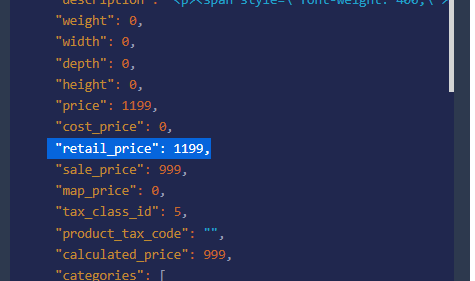 "description": "<p><span style=\"font-weight: 400;\">
"weight": 0,
"width": 0,
"depth": 0,
"height": 0,
"price": 1199,
"cost_price": 0,
"retail_price": 1199,
"sale_price": 999,
"map_price": 0,
"tax_class_id": 5,
"product_tax_code": "",
"calculated_price": 999,
"categories": [